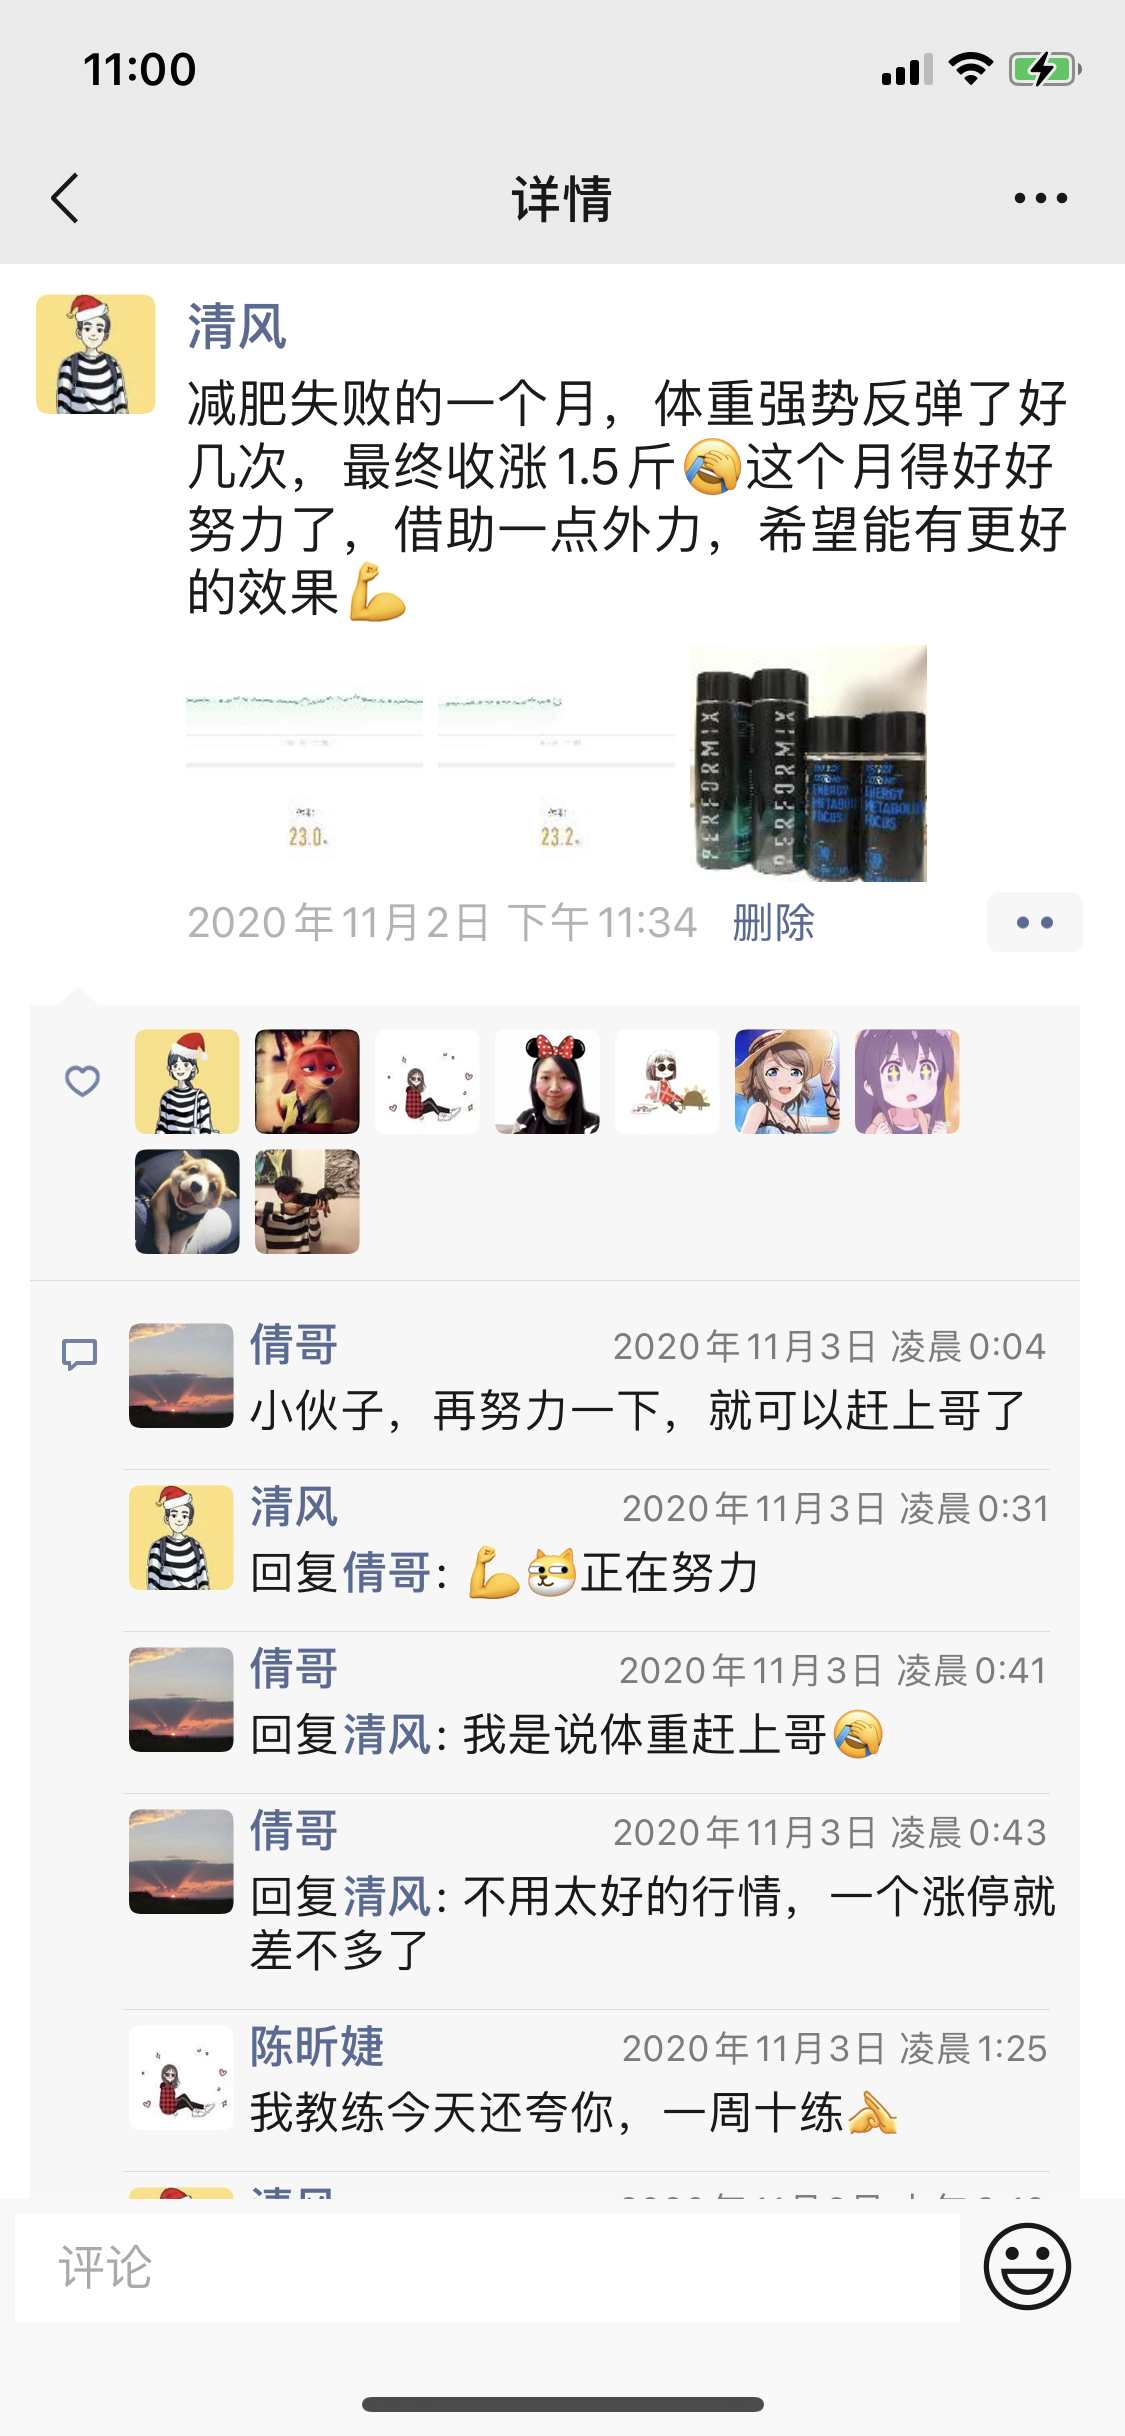 11:00
详情
清风
减肥失败的一个月，体重强势反弹了好
几次，最终收涨1.5斤🤦这个月得好好
努力了，借助一点外力，希望能有更好
的效果💪
23.0
23.2
PERFORMIX
PERFORMIX
ENERGY
METABOLISM
FOCUS
2020年11月2日 下午11:34 删除
倩哥 2020年11月3日 凌晨0:04
小伙子，再努力一下，就可以赶上哥了
清风 2020年11月3日 凌晨0:31
回复倩哥: 💪正在努力
倩哥 2020年11月3日 凌晨0:41
回复清风: 我是说体重赶上哥🤦
倩哥 2020年11月3日 凌晨0:43
回复清风: 不用太好的行情，一个涨停就
差不多了
陈昕婕 2020年11月3日 凌晨1:25
我教练今天还夸你，一周十练
评论